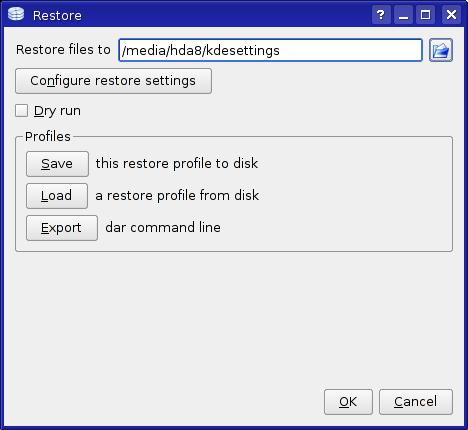 Restore
Restore files to /media/hda8/kdesettings
Configure restore settings
Dry run
Profiles
Save this restore profile to disk
Load a restore profile from disk
Export dar command line
OK Cancel